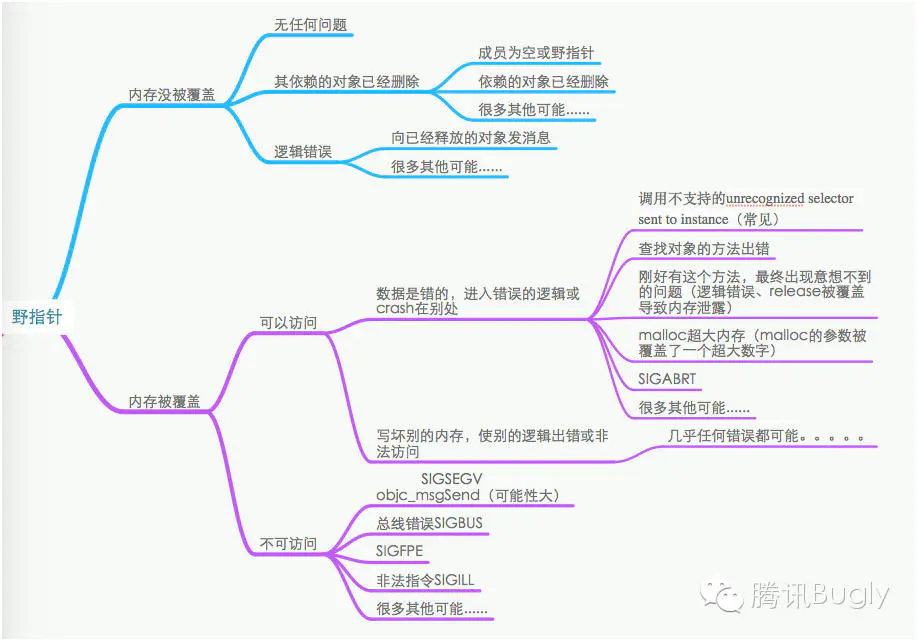 无任何问题
成员为空或野指针
其依赖的对象已经删除
依赖的对象已经删除
内存没被覆盖
很多其他可能......
向已经释放的对象发消息
逻辑错误
很多其他可能......
调用不支持的unrecognized selector
sent to instance（常见）
查找对象的方法出错
刚好有这个方法，最终出现意想不到
的问题（逻辑错误、release被覆盖
导致内存泄露）
数据是错的，进入错误的逻辑或
crash在别处
野指针
可以访问
malloc超大内存（malloc的参数被
覆盖了一个超大数字）
SIGABRT
很多其他可能......
内存被覆盖
写坏别的内存，使别的逻辑出错或非
法访问
几乎任何错误都可能。。。。。
SIGSEGV
objc_msgSend（可能性大）
总线错误SIGBUS
不可访问
SIGFPE
非法指令SIGILL
很多其他可能......
腾讯Bugly